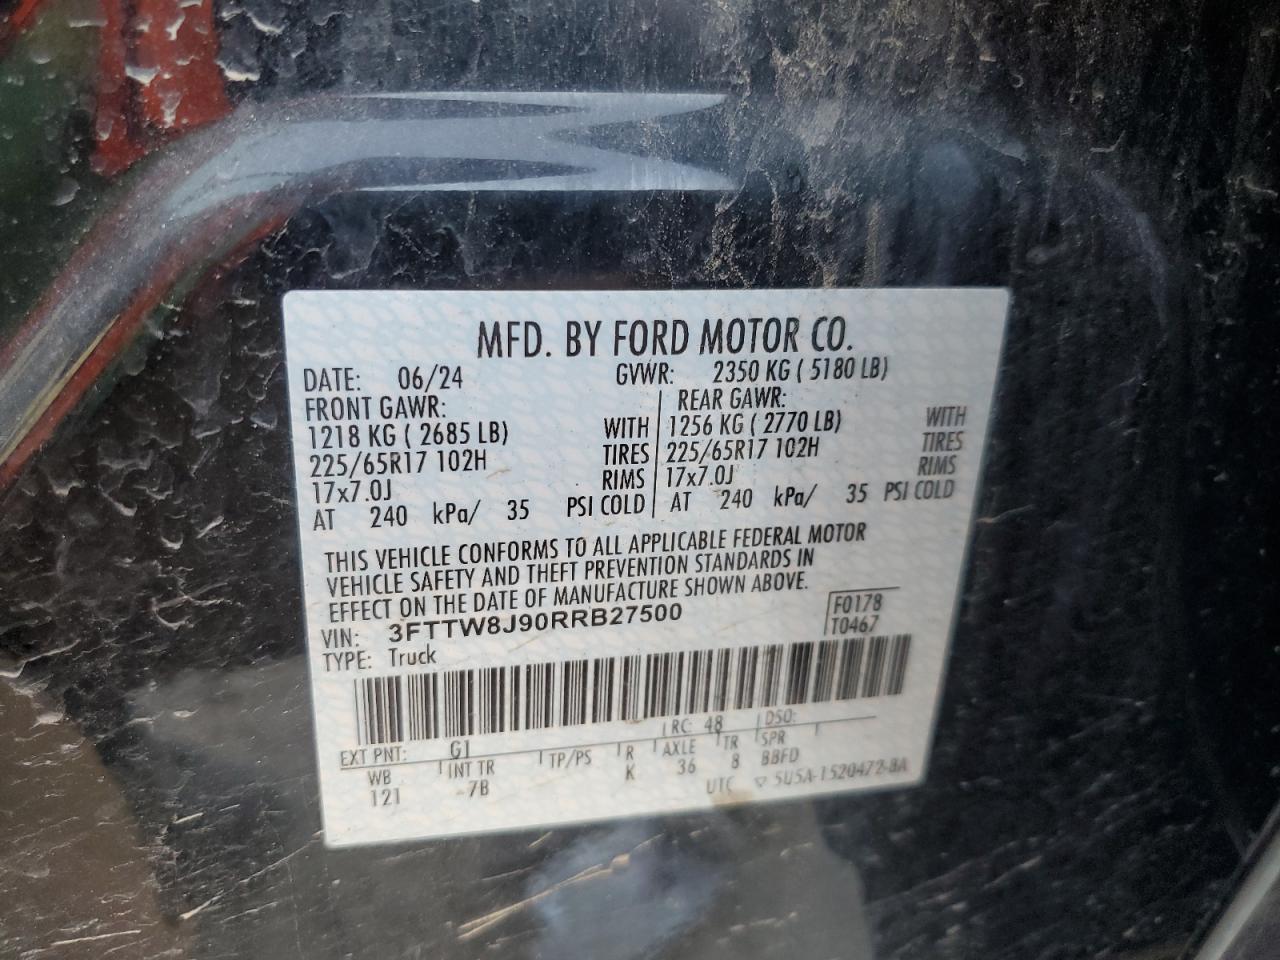 MFD. BY FORD MOTOR CO.
DATE: 06/24 GVWR: 2350 KG ( 5180 LB)
FRONT GAWR: REAR GAWR:
1218 KG ( 2685 LB) WITH 1256 KG ( 2770 LB) WITH
225/65R17 102H TIRES 225/65R17 102H TIRES
17x7.0J RIMS 17x7.0J RIMS
AT 240 kPa/ 35 PSI COLD AT 240 kPa/ 35 PSI COLD
THIS VEHICLE CONFORMS TO ALL APPLICABLE FEDERAL MOTOR
VEHICLE SAFETY AND THEFT PREVENTION STANDARDS IN
EFFECT ON THE DATE OF MANUFACTURE SHOWN ABOVE.
VIN: 3FTTW8J90RRB27500 F0178
TYPE: Truck T0467
EXT PNT: G1 RC: 48 DSO:
WB INT TR TP/PS R AXLE TR SPR
121 7B K 36 8 BBFD
UTC ▽ 5U5A-1520472-BA